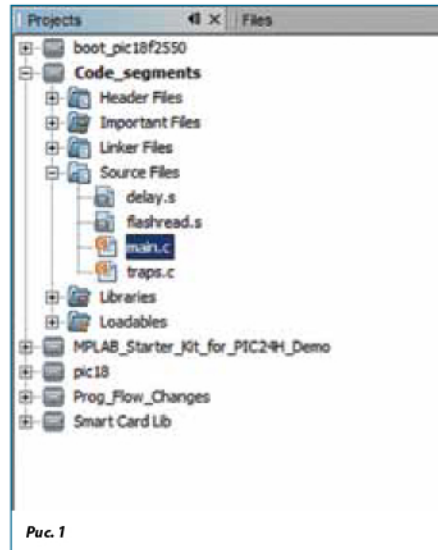 Projects Files
boot_pic18f2550
Code_segments
Header Files
Important Files
Linker Files
Source Files
delay.s
flashread.s
main.c
traps.c
Libraries
Loadables
MPLAB_Starter_Kit_for_PIC24H_Demo
pic18
Prog_Flow_Changes
Smart Card Lib
Рис. 1